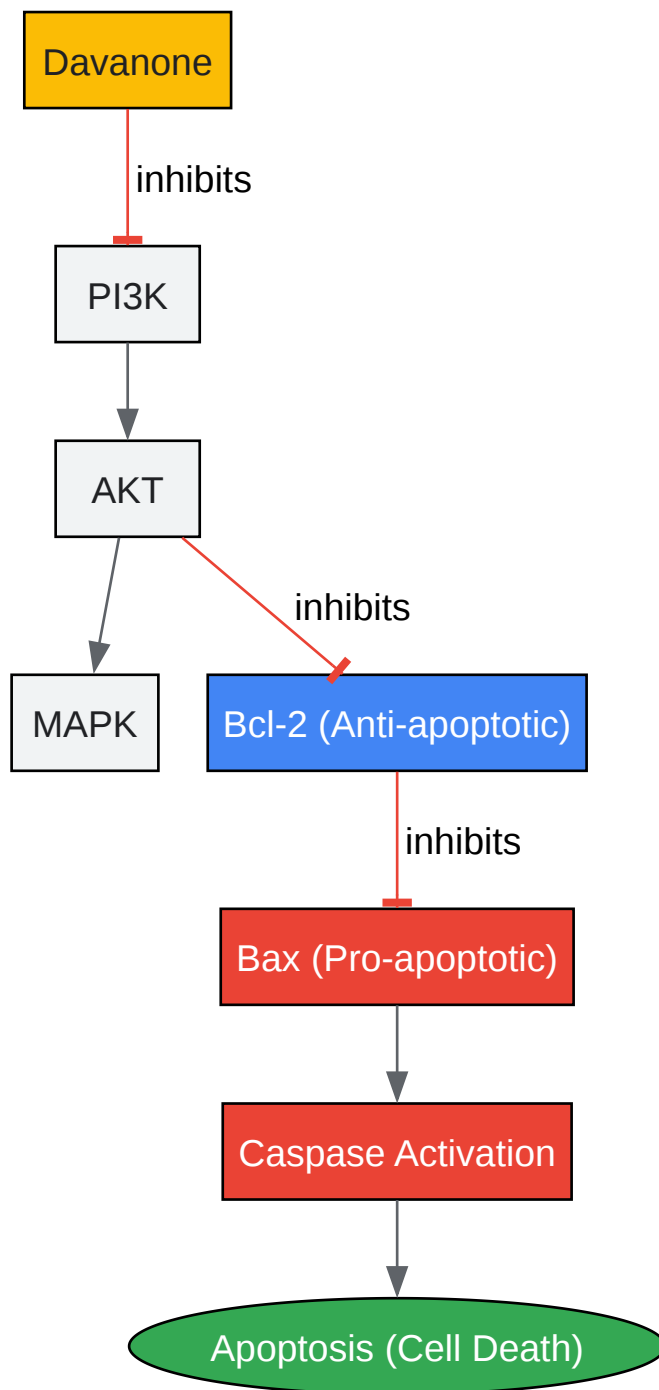 Davanone
inhibits
PI3K
AKT
inhibits
MAPK
Bcl-2 (Anti-apoptotic)
inhibits
Bax (Pro-apoptotic)
Caspase Activation
Apoptosis (Cell Death)